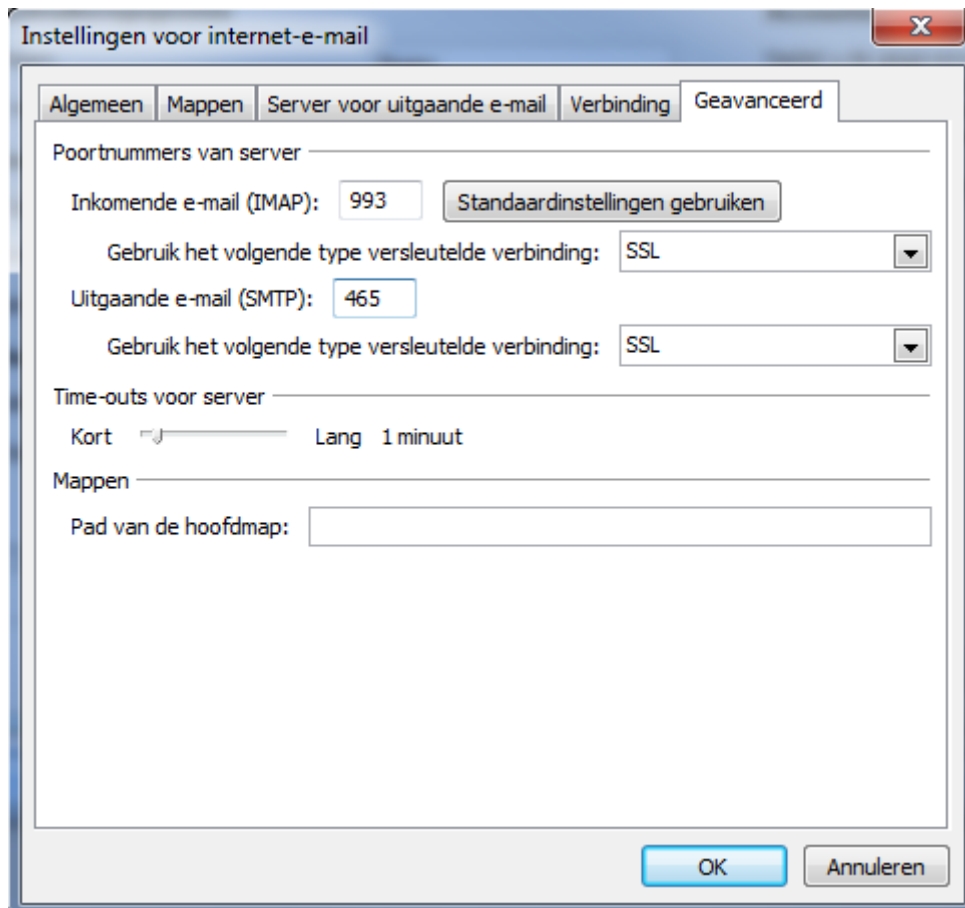 Instellingen voor internet-e-mail
Algemeen Mappen Server voor uitgaande e-mail Verbinding Geavanceerd
Poortnummers van server
Inkomende e-mail (IMAP): 993 Standaardinstellingen gebruiken
Gebruik het volgende type versleutelde verbinding: SSL
Uitgaande e-mail (SMTP): 465
Gebruik het volgende type versleutelde verbinding: SSL
Time-outs voor server
Kort Lang 1 minuut
Mappen
Pad van de hoofdmap:
OK Annuleren